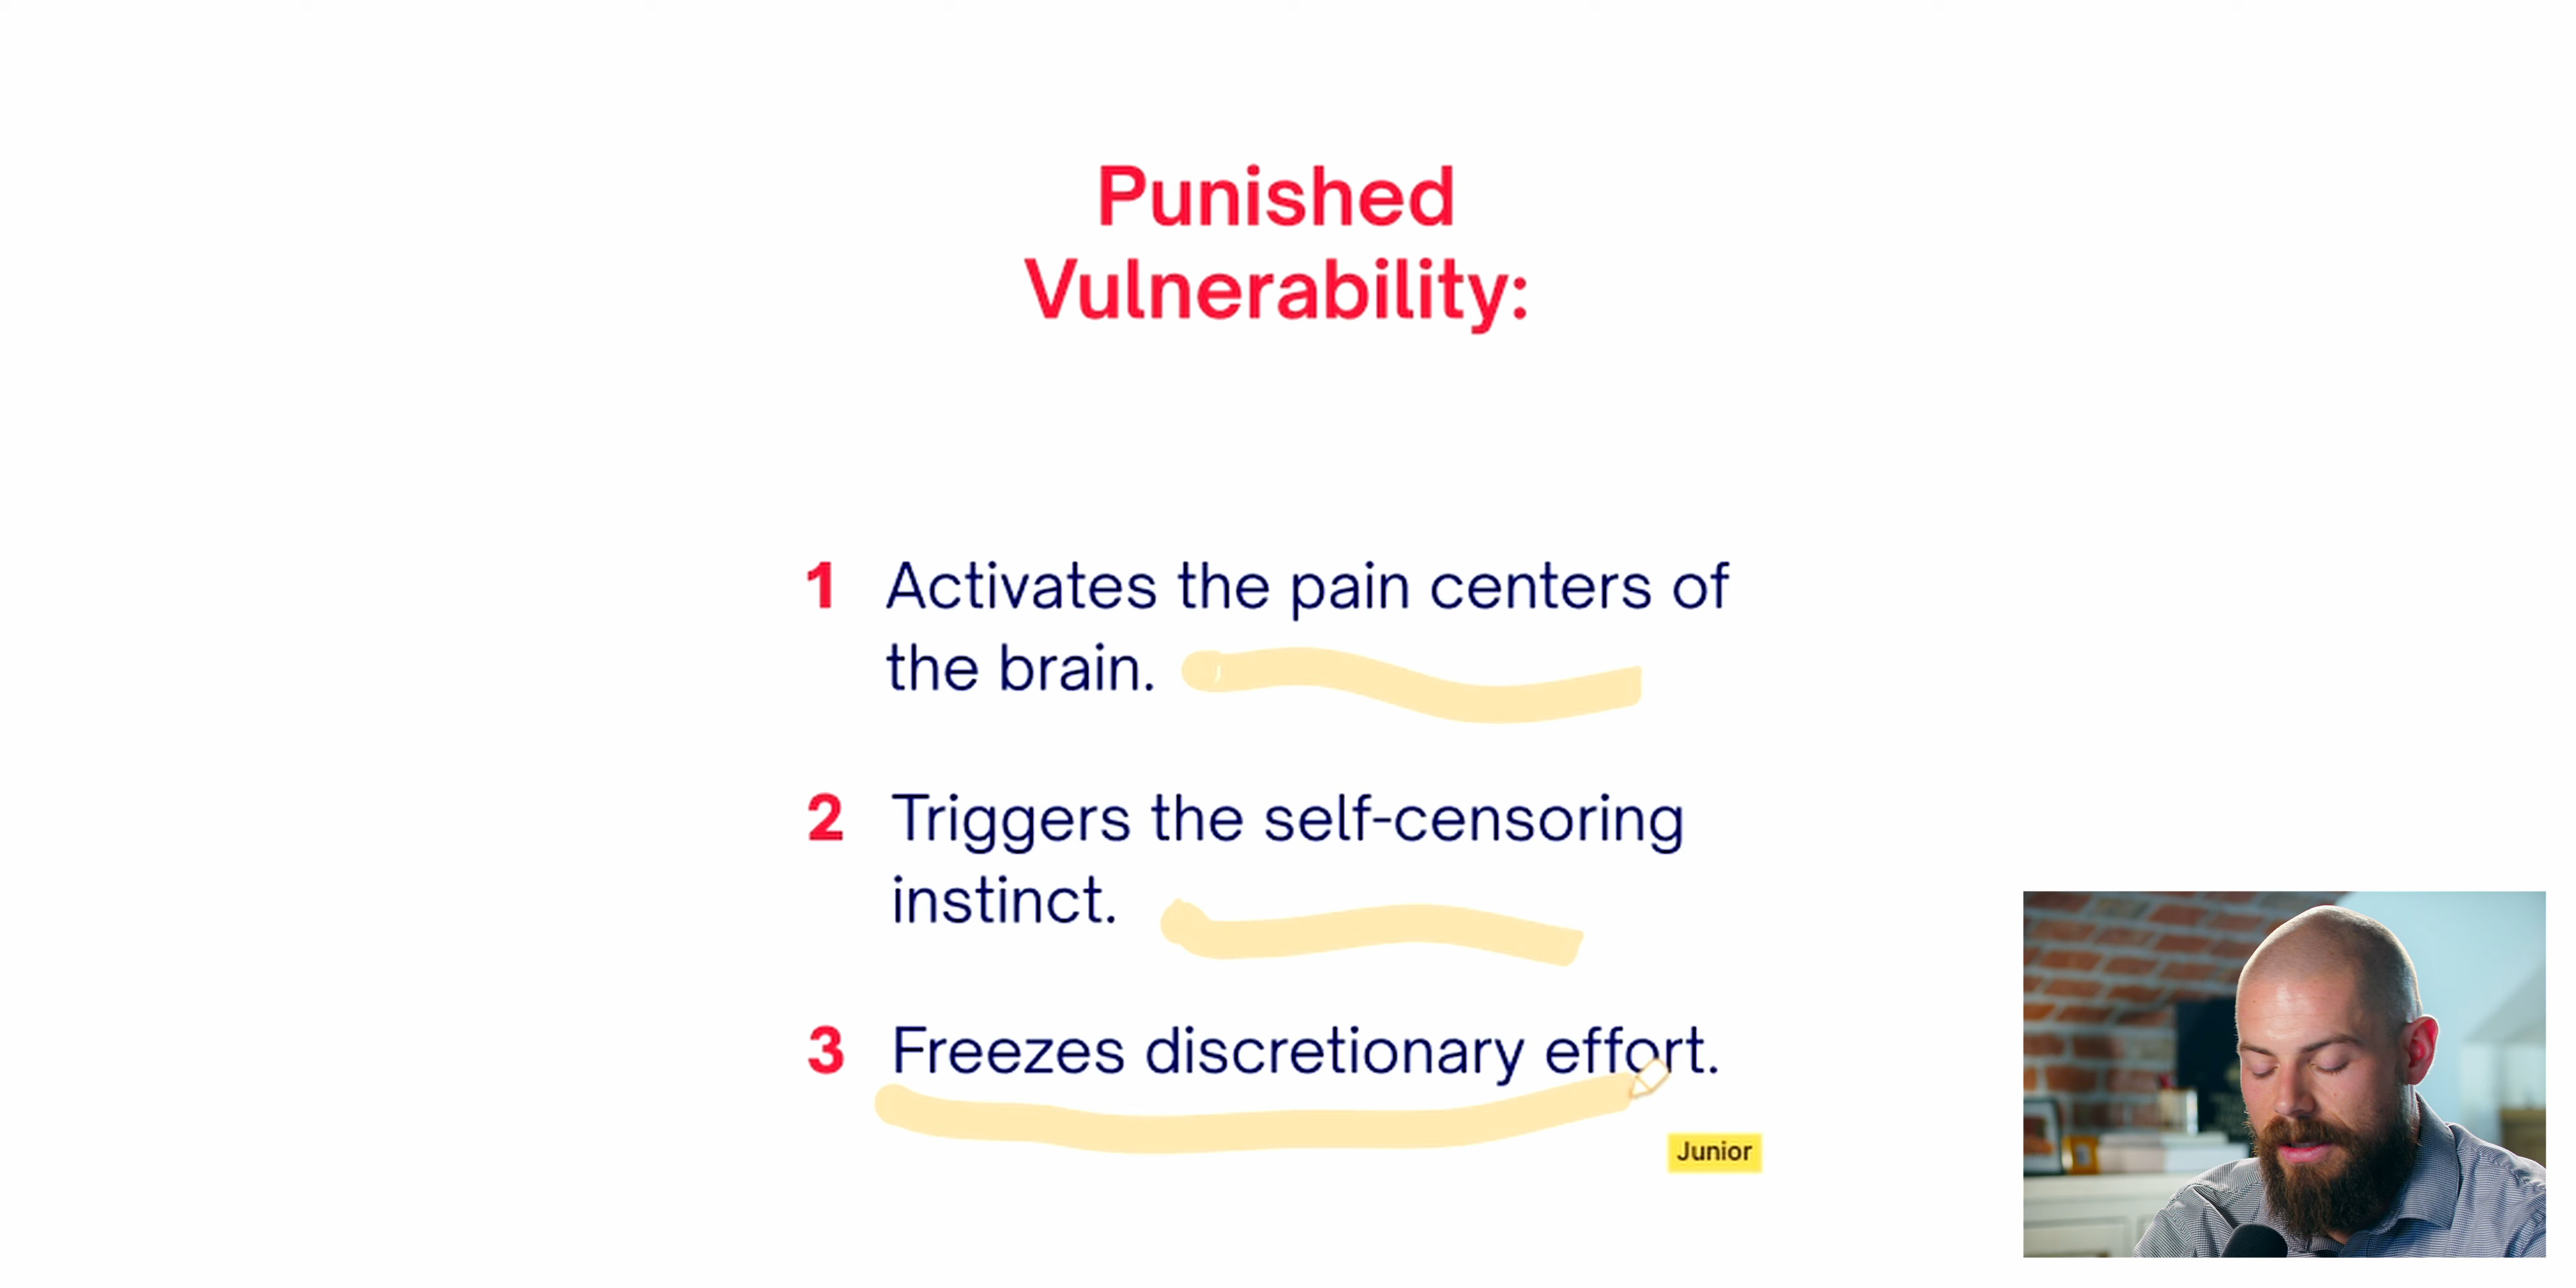 Punished
Vulnerability:
1 Activates the pain centers of
the brain.
2 Triggers the self-censoring
instinct.
3 Freezes discretionary effort.
Junior